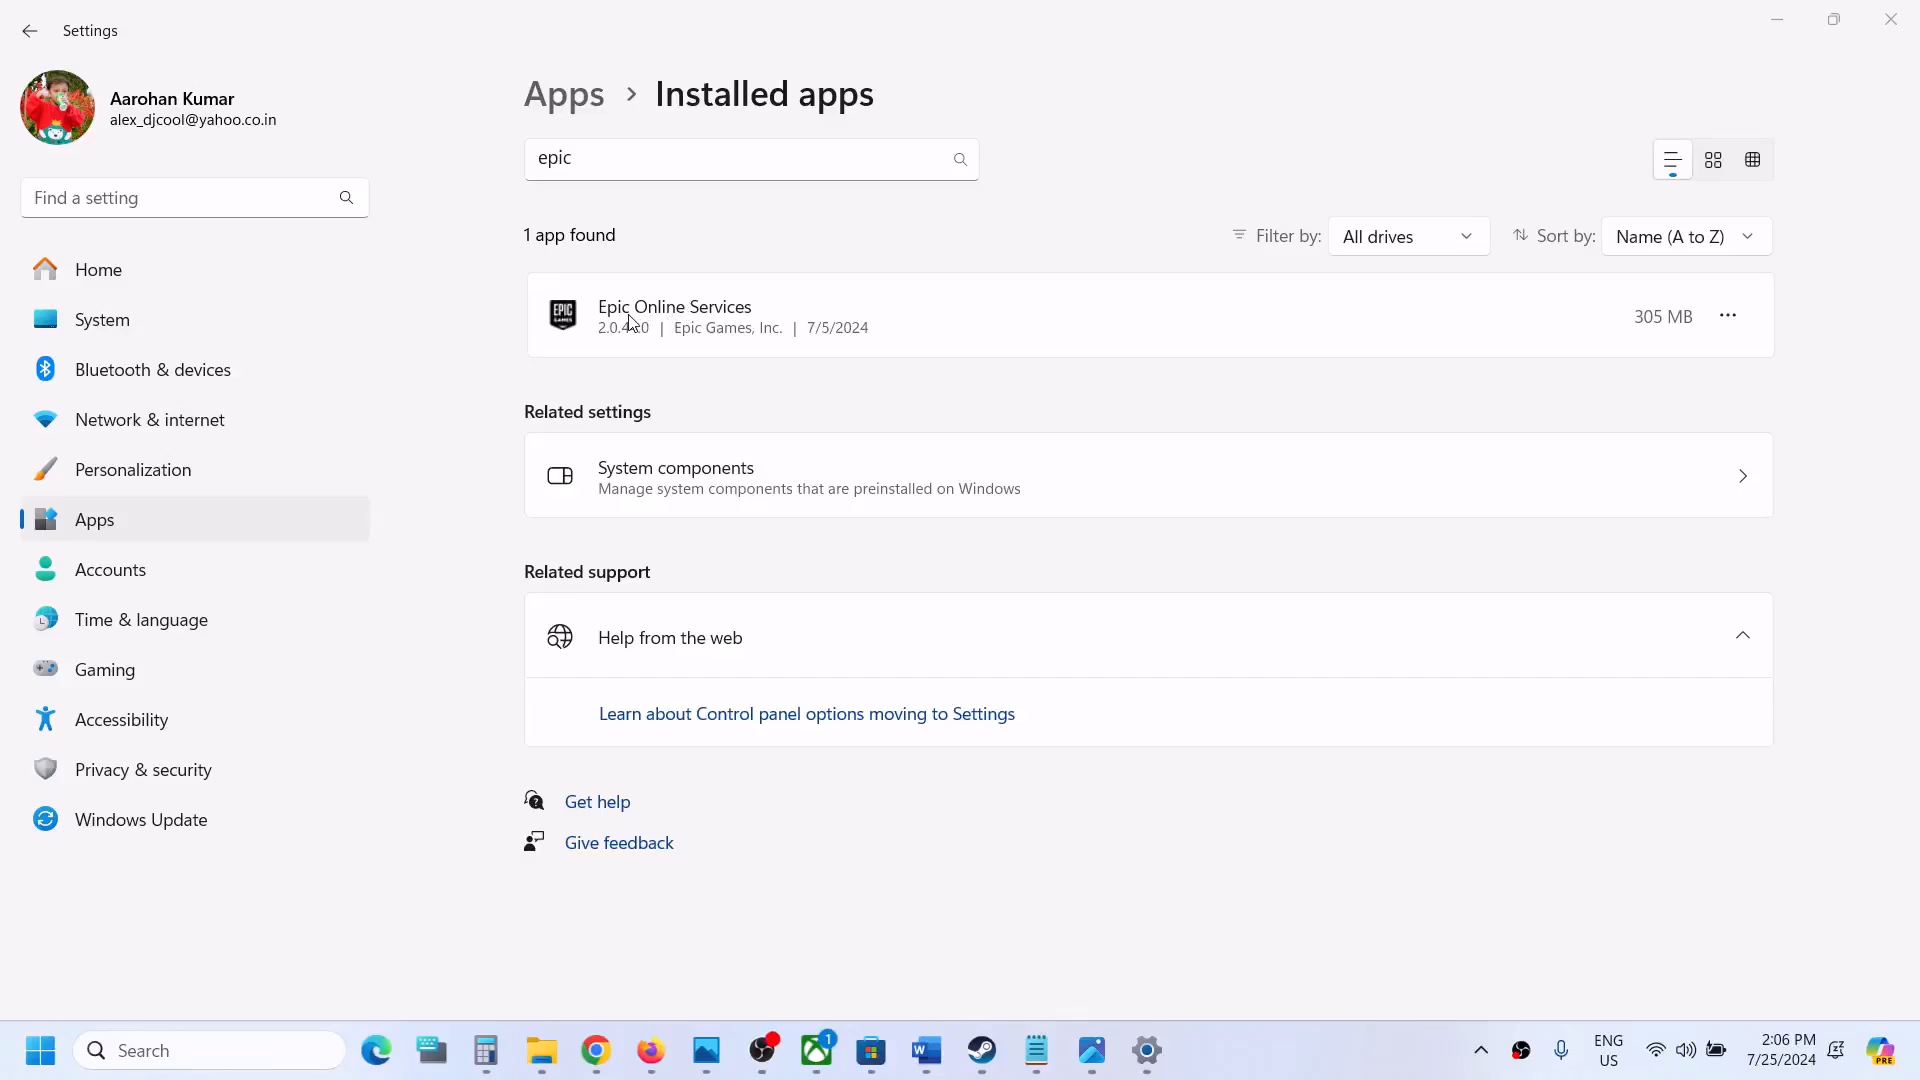 Settings
Aarohan Kumar
alex_djcool@yahoo.co.in
Find a setting
Home
System
Bluetooth & devices
Network & internet
Personalization
Apps
Accounts
Time & language
Gaming
Accessibility
Privacy & security
Windows Update
Apps > Installed apps
epic
1 app found
Filter by: All drives
Sort by: Name (A to Z)
EPIC
GAMES
Epic Online Services
Epic Games, Inc. | 7/5/2024
305 MB
Related settings
System components
Manage system components that are preinstalled on Windows
Related support
Help from the web
Learn about Control panel options moving to Settings
Get help
Give feedback
Search
1
ENG
US
2:06 PM
7/25/2024
PRE